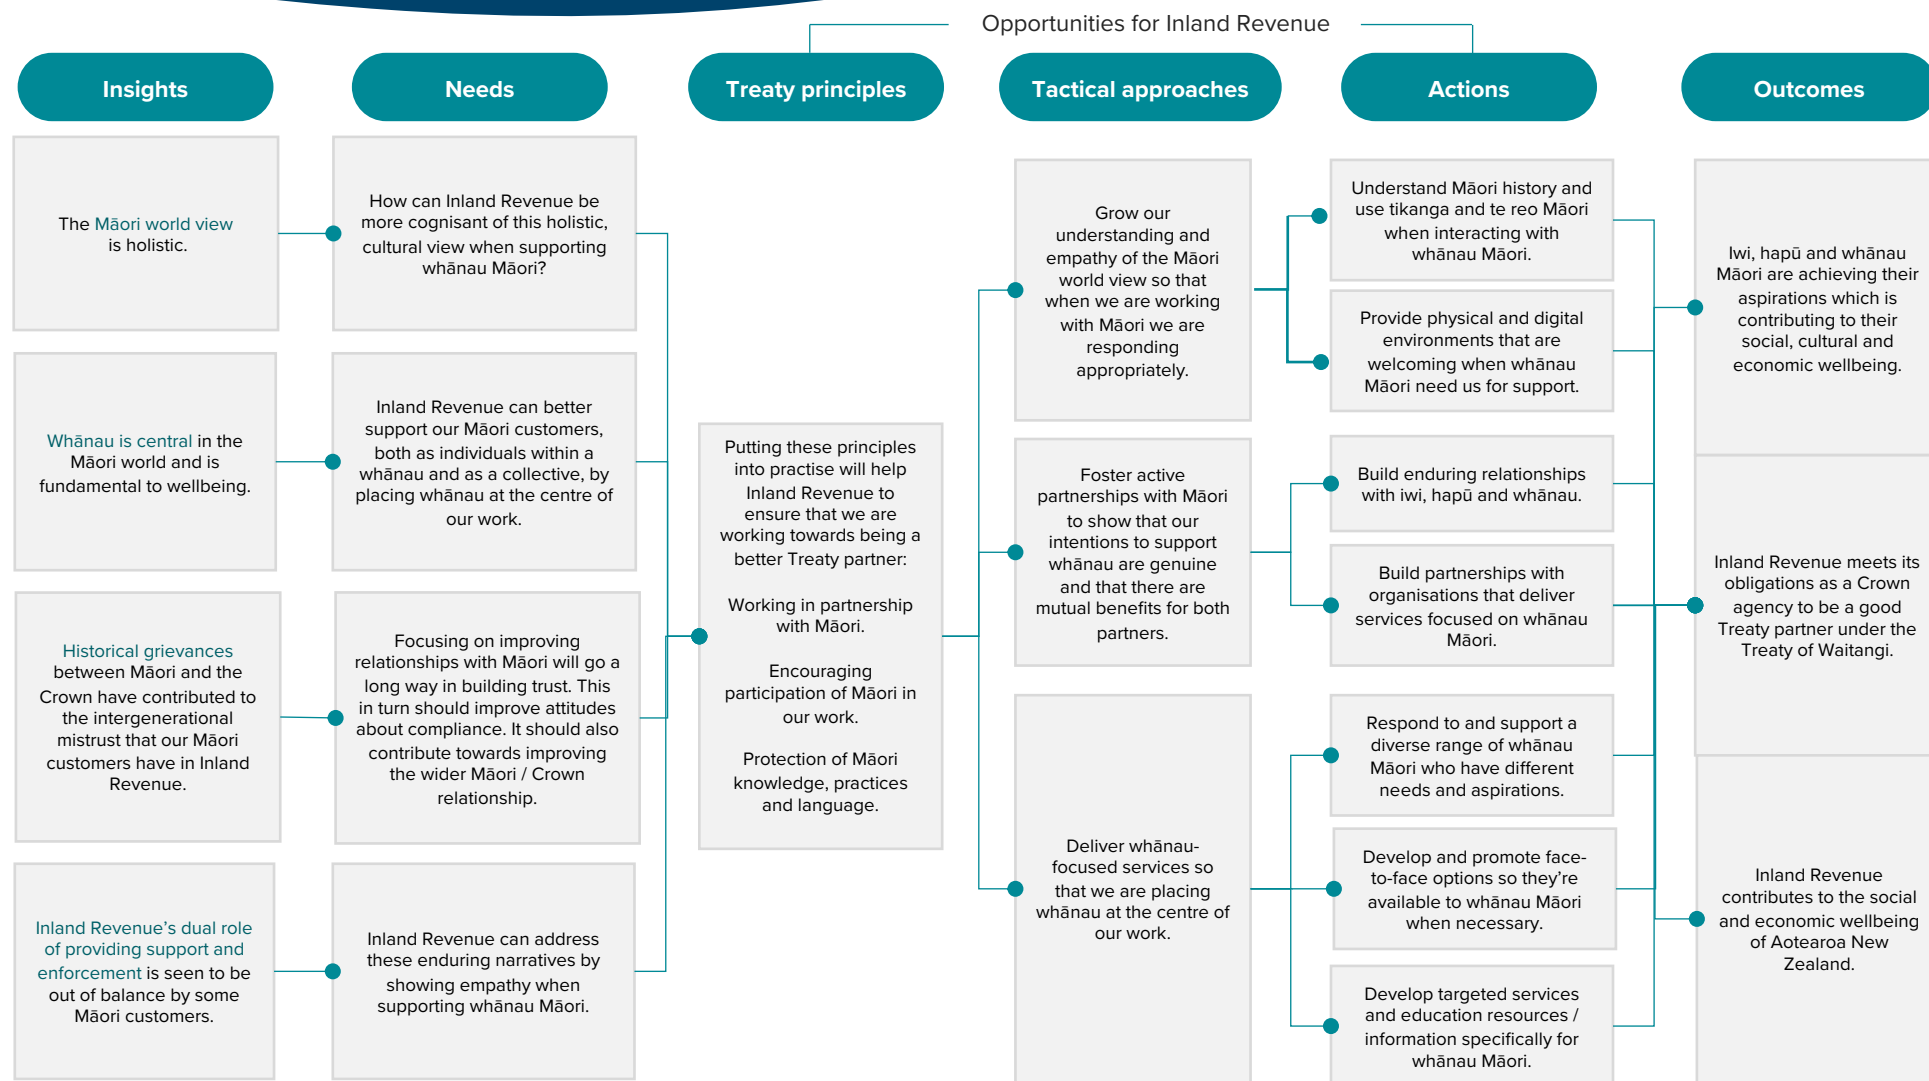 Opportunities for Inland Revenue
Insights
Needs
Treaty principles
Tactical approaches
Actions
Outcomes
The Māori world view
is holistic.
Whānau is central in the
Māori world and is
fundamental to wellbeing.
Historical grievances
between Māori and the
Crown have contributed to
the intergenerational
mistrust that our Māori
customers have in Inland
Revenue.
Inland Revenue’s dual role
of providing support and
enforcement is seen to be
out of balance by some
Māori customers.
How can Inland Revenue be
more cognisant of this holistic,
cultural view when supporting
whānau Māori?
Inland Revenue can better
support our Māori customers,
both as individuals within a
whānau and as a collective, by
placing whānau at the centre of
our work.
Focusing on improving
relationships with Māori will go a
long way in building trust. This
in turn should improve attitudes
about compliance. It should also
contribute towards improving
the wider Māori / Crown
relationship.
Inland Revenue can address
these enduring narratives by
showing empathy when
supporting whānau Māori.
Putting these principles
into practise will help
Inland Revenue to
ensure that we are
working towards being a
better Treaty partner:
Working in partnership
with Māori.
Encouraging
participation of Māori in
our work.
Protection of Māori
knowledge, practices
and language.
Grow our
understanding and
empathy of the Māori
world view so that
when we are working
with Māori we are
responding
appropriately.
Foster active
partnerships with Māori
to show that our
intentions to support
whānau are genuine
and that there are
mutual benefits for both
partners.
Deliver whānau-
focused services so
that we are placing
whānau at the centre of
our work.
Understand Māori history and
use tikanga and te reo Māori
when interacting with
whānau Māori.
Provide physical and digital
environments that are
welcoming when whānau
Māori need us for support.
Build enduring relationships
with iwi, hapū and whānau.
Build partnerships with
organisations that deliver
services focused on whānau
Māori.
Respond to and support a
diverse range of whānau
Māori who have different
needs and aspirations.
Develop and promote face-
to-face options so they’re
available to whānau Māori
when necessary.
Develop targeted services
and education resources /
information specifically for
whānau Māori.
Iwi, hapū and whānau
Māori are achieving their
aspirations which is
contributing to their
social, cultural and
economic wellbeing.
Inland Revenue meets its
obligations as a Crown
agency to be a good
Treaty partner under the
Treaty of Waitangi.
Inland Revenue
contributes to the social
and economic wellbeing
of Aotearoa New
Zealand.